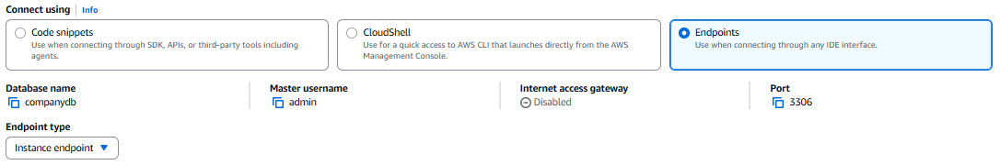 Connect using Info
Code snippets
Use when connecting through SDK, APIs, or third-party tools including
agents.
CloudShell
Use for a quick access to AWS CLI that launches directly from the AWS
Management Console.
Endpoints
Use when connecting through any IDE interface.
Database name
companydb
Master username
admin
Internet access gateway
Disabled
Port
3306
Endpoint type
Instance endpoint